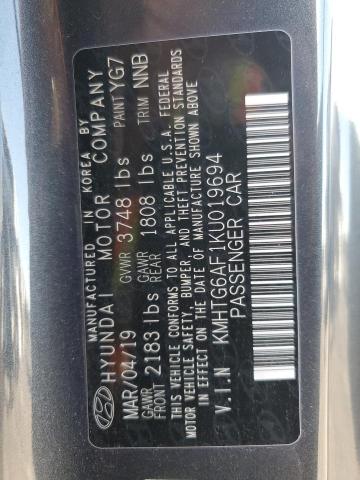 MANUFACTURED IN KOREA BY
HYUNDAI MOTOR COMPANY
MAR/04/19 GVWR 3748 lbs PAINT YG7
GAWR FRONT 2183 lbs GAWR REAR 1808 lbs TRIM NNB
THIS VEHICLE CONFORMS TO ALL APPLICABLE U.S.A. FEDERAL
MOTOR VEHICLE SAFETY, BUMPER, AND THEFT PREVENTION STANDARDS
IN EFFECT ON THE DATE OF MANUFACTURE SHOWN ABOVE
V.I.N KMHTG6AF1KU019694
PASSENGER CAR